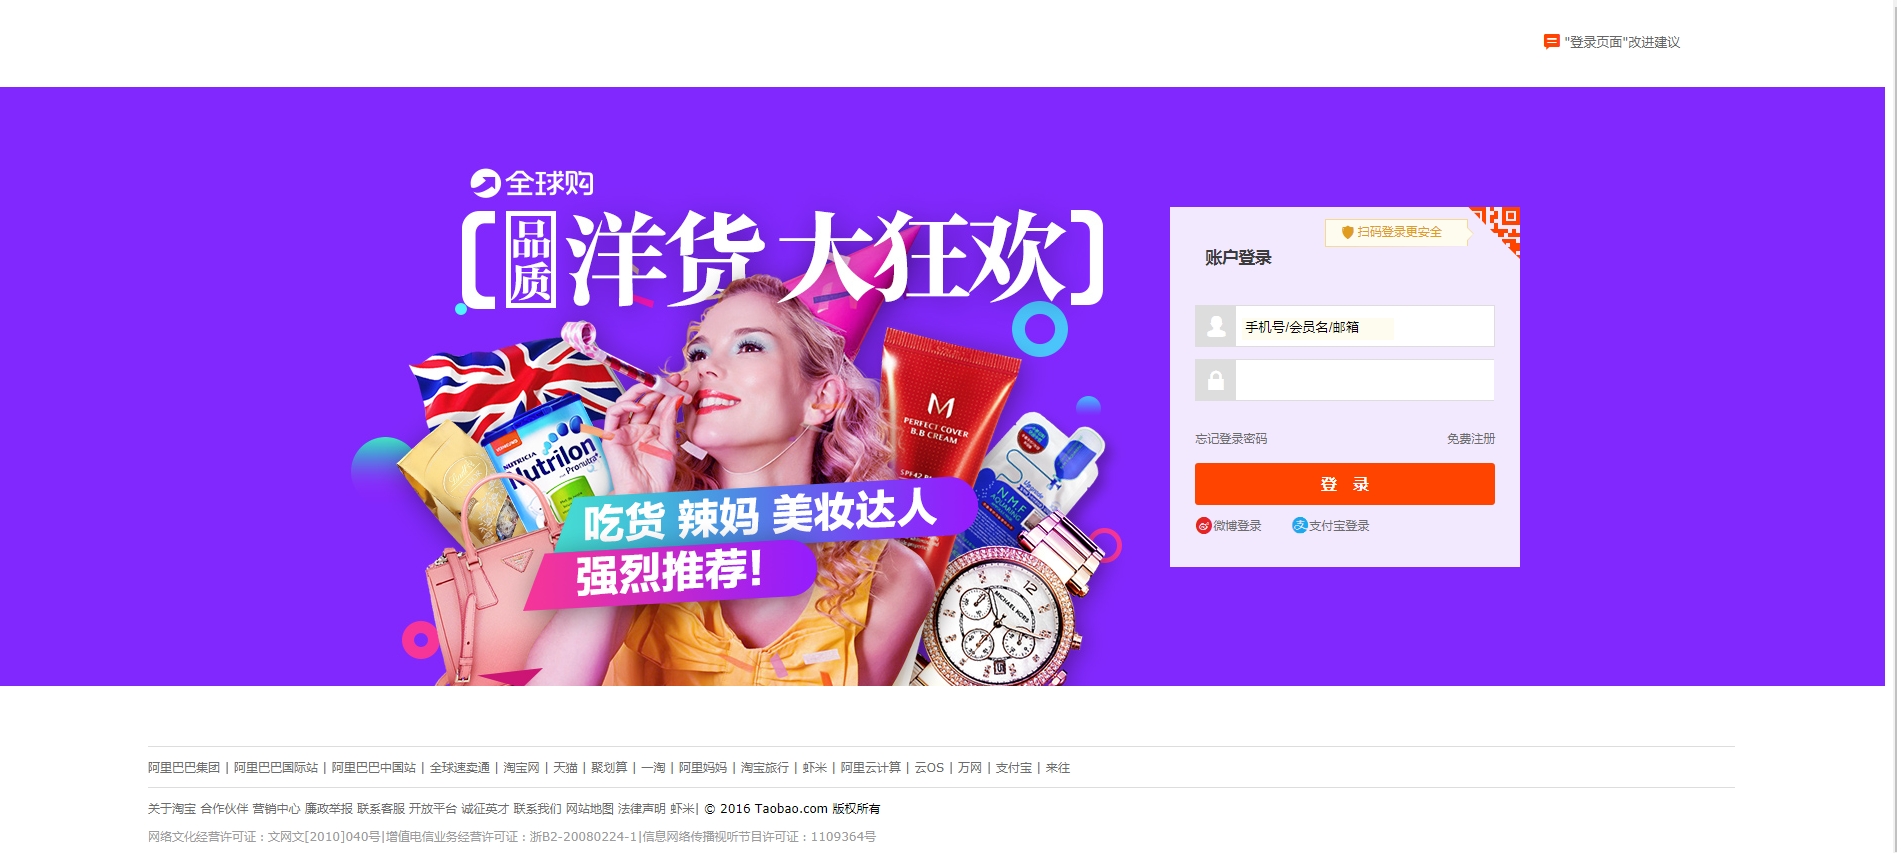 "登录页面"改进建议
全球购
品质 洋货 大狂欢
扫码登录更安全
账户登录
手机号/会员名/邮箱
忘记登录密码 免费注册
登 录
微博登录 支付宝登录
M
PERFECT COVER
B.B CREAM
SPF42
NUTRICIA
Nutrilon
Pronutra+
N.M.F
AQUARING
吃货 辣妈 美妆达人
强烈推荐!
12
MICHAEL KORS
阿里巴巴集团 | 阿里巴巴国际站 | 阿里巴巴中国站 | 全球速卖通 | 淘宝网 | 天猫 | 聚划算 | 一淘 | 阿里妈妈 | 淘宝旅行 | 虾米 | 阿里云计算 | 云OS | 万网 | 支付宝 | 来往
关于淘宝 合作伙伴 营销中心 廉政举报 联系客服 开放平台 诚征英才 联系我们 网站地图 法律声明 虾米| © 2016 Taobao.com 版权所有
网络文化经营许可证：文网文[2010]040号|增值电信业务经营许可证：浙B2-20080224-1|信息网络传播视听节目许可证：1109364号